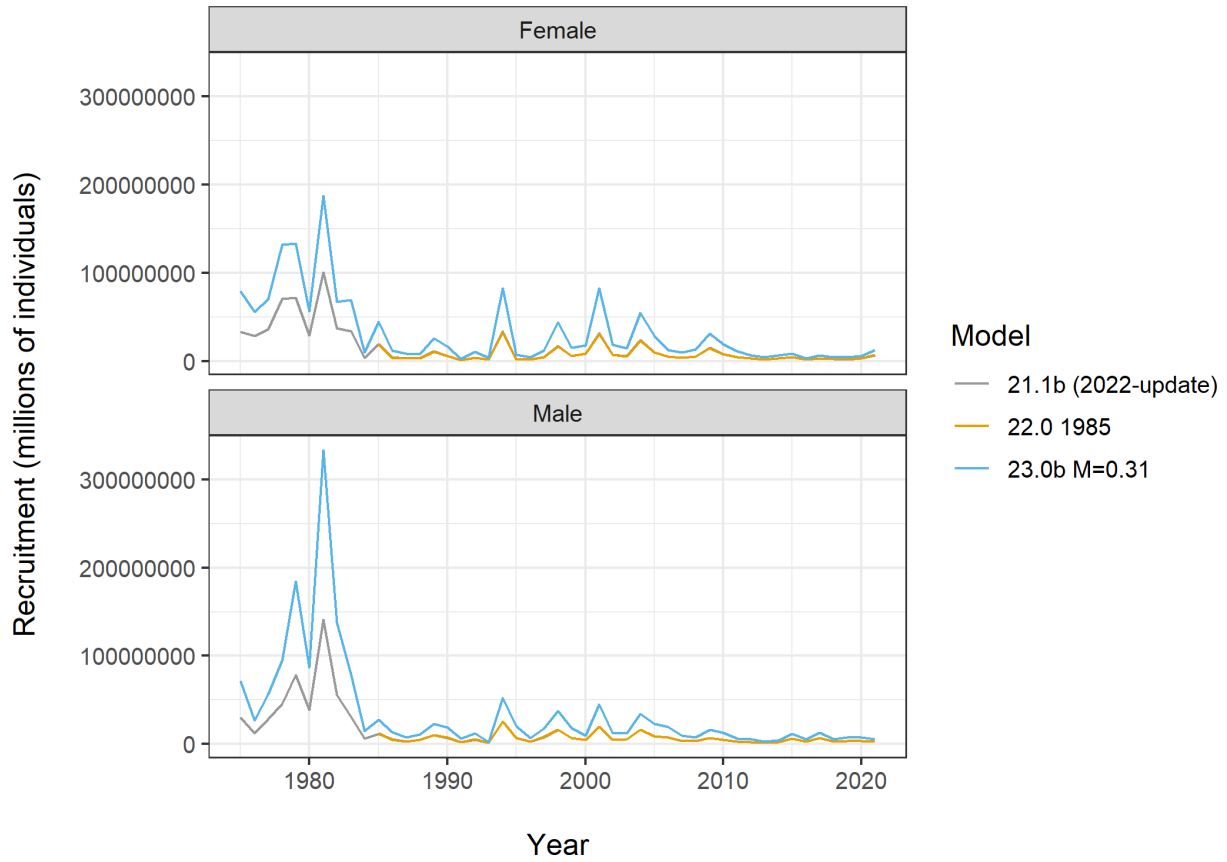 Female
300000000
200000000
100000000
0
Male
300000000
200000000
100000000
0
1980 1990 2000 2010 2020
Year
Recruitment (millions of individuals)
Model
21.1b (2022-update)
22.0 1985
23.0b M=0.31